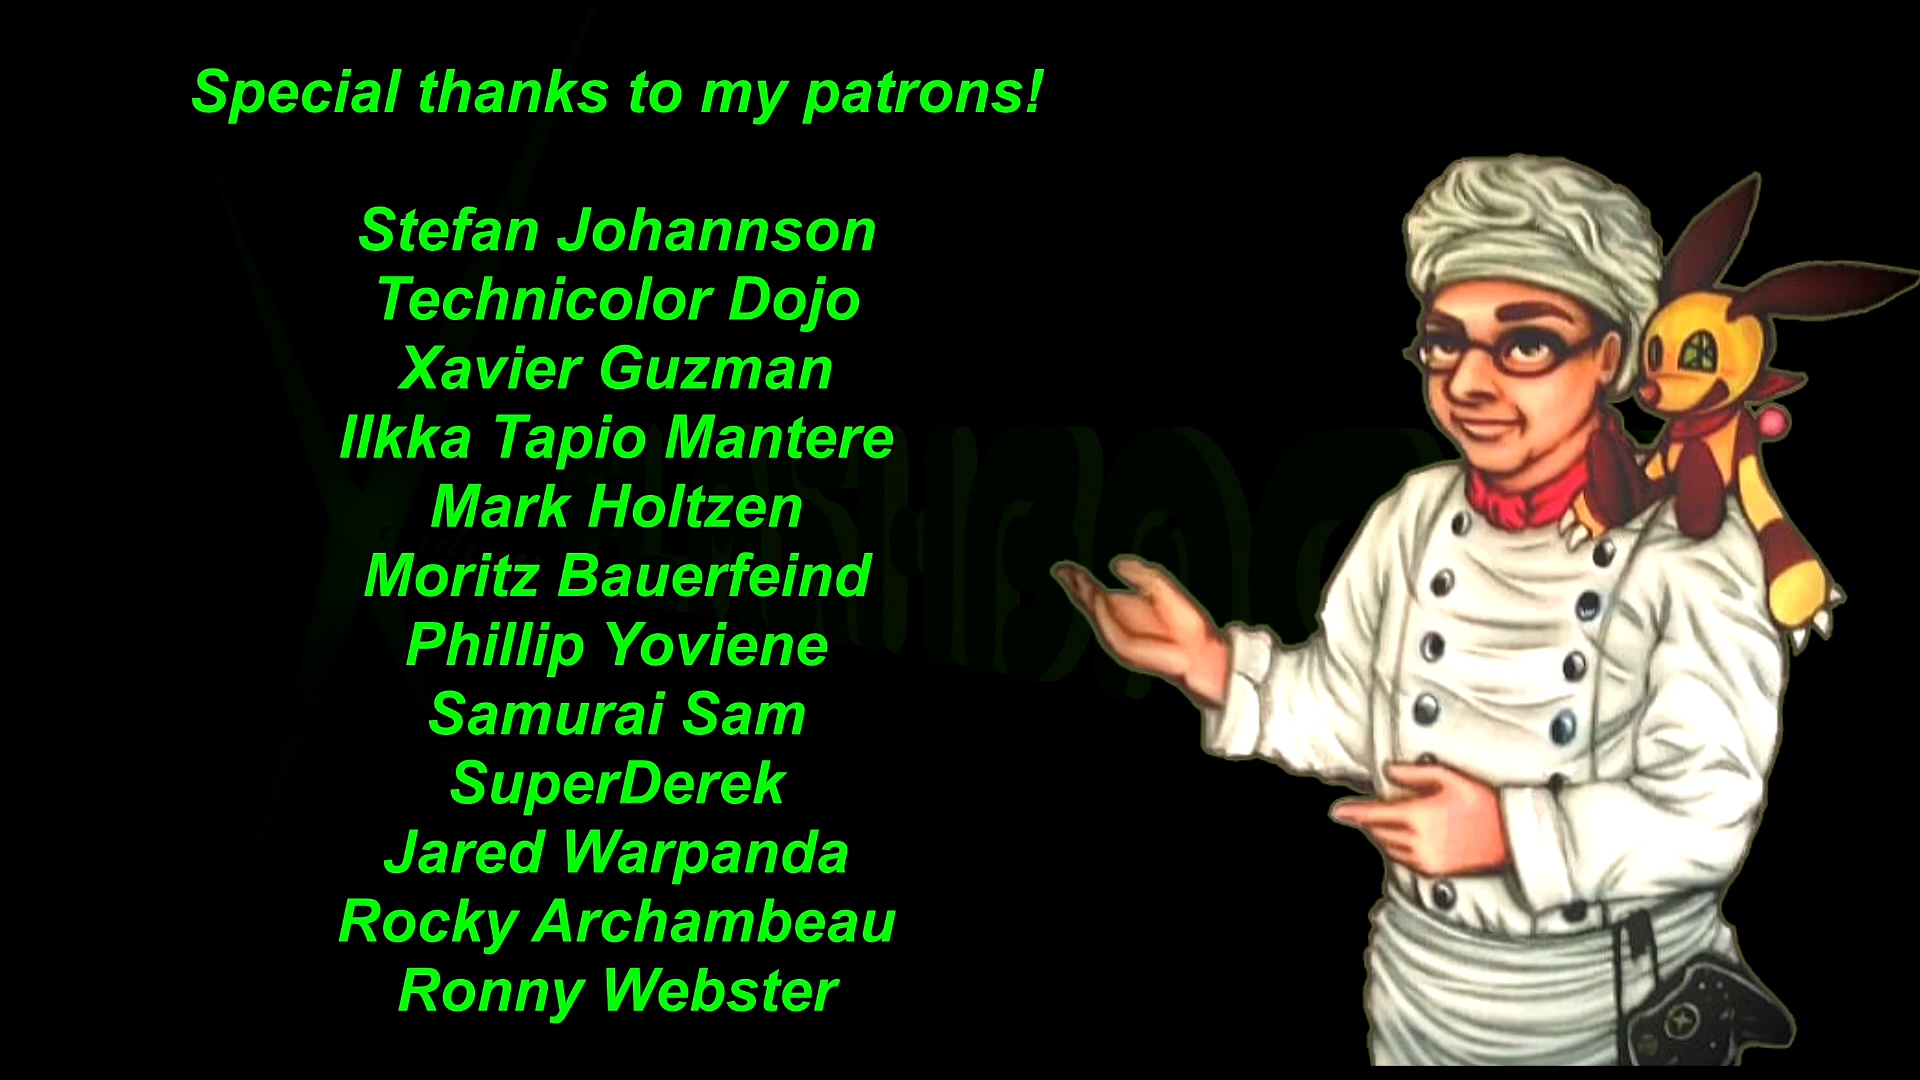 Special thanks to my patrons!
Stefan Johannson
Technicolor Dojo
Xavier Guzman
Ilkka Tapio Mantere
Mark Holtzen
Moritz Bauerfeind
Phillip Yoviene
Samurai Sam
SuperDerek
Jared Warpanda
Rocky Archambeau
Ronny Webster